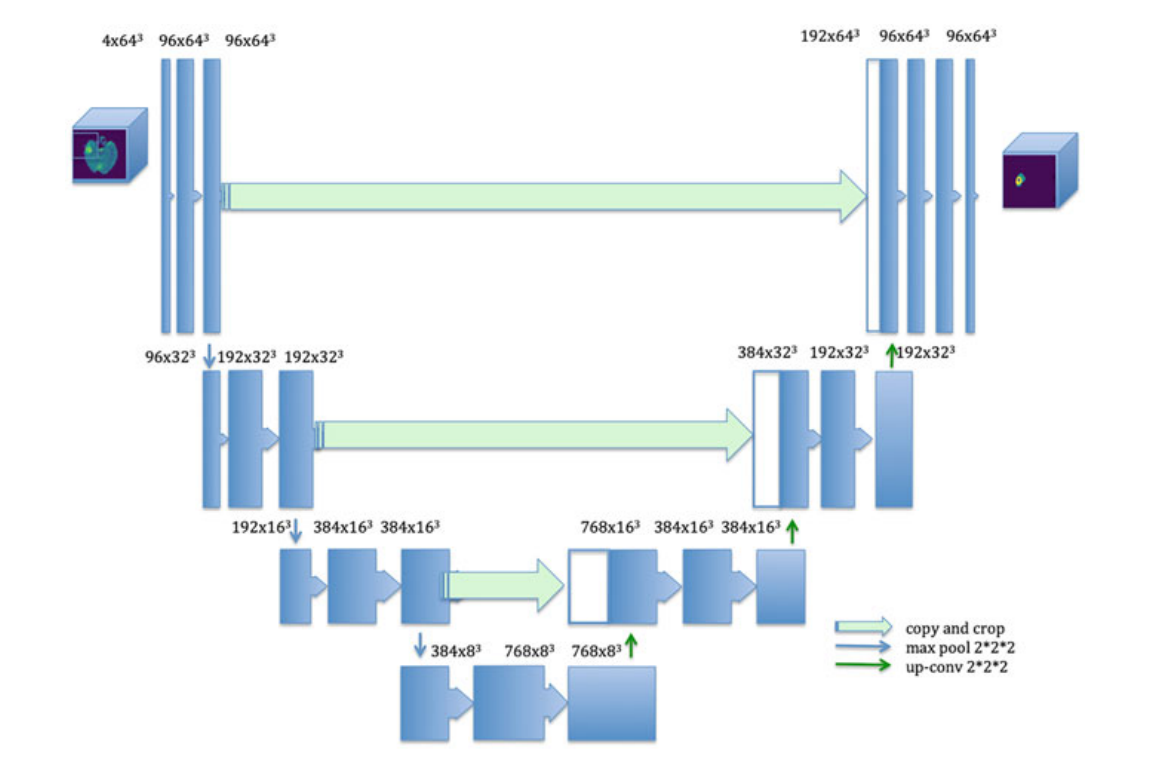 4x64³ 96x64³ 96x64³
192x64³ 96x64³ 96x64³
96x32³ 192x32³ 192x32³
384x32³ 192x32³ 192x32³
192x16³ 384x16³ 384x16³
768x16³ 384x16³ 384x16³
384x8³ 768x8³ 768x8³
copy and crop
max pool 2*2*2
up-conv 2*2*2